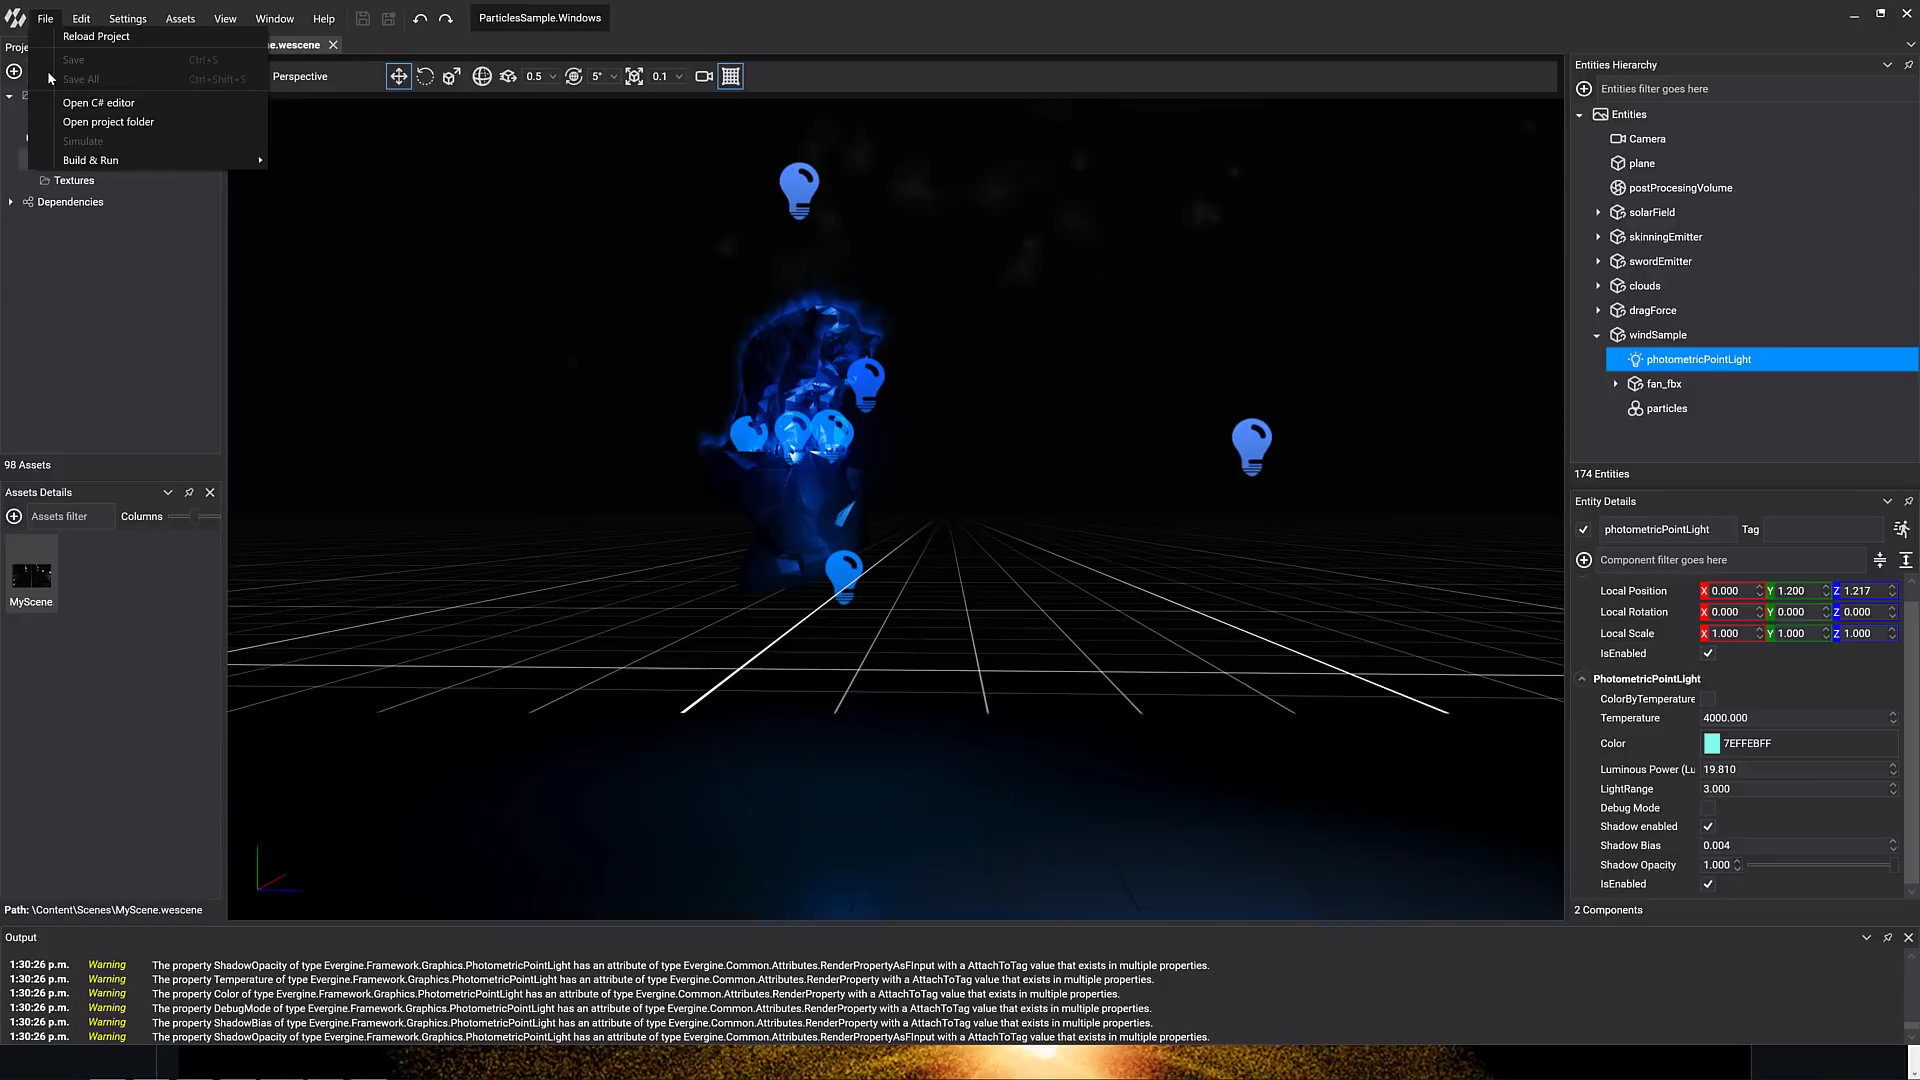 File Edit Settings Assets View Window Help ParticlesSample.Windows
Reload Project
Save Ctrl+S
Save All Ctrl+Shift+S
Open C# editor
Open project folder
Simulate
Build & Run
Textures
Dependencies
98 Assets
Assets Details
Assets filter Columns
MyScene
Path: \Content\Scenes\MyScene.wescene
e.wescene
Perspective 0.5 5° 0.1
Entities Hierarchy
Entities filter goes here
Entities
Camera
plane
postProcesingVolume
solarField
skinningEmitter
swordEmitter
clouds
dragForce
windSample
photometricPointLight
fan_fbx
particles
174 Entities
Entity Details
photometricPointLight Tag
Component filter goes here
Local Position X 0.000 Y 1.200 Z 1.217
Local Rotation X 0.000 Y 0.000 Z 0.000
Local Scale X 1.000 Y 1.000 Z 1.000
IsEnabled
PhotometricPointLight
ColorByTemperature
Temperature 4000.000
Color 7EFFEBFF
Luminous Power (Lu 19.810
LightRange 3.000
Debug Mode
Shadow enabled
Shadow Bias 0.004
Shadow Opacity 1.000
IsEnabled
2 Components
Output
1:30:26 p.m. Warning The property ShadowOpacity of type Evergine.Framework.Graphics.PhotometricPointLight has an attribute of type Evergine.Common.Attributes.RenderPropertyAsFInput with a AttachToTag value that exists in multiple properties.
1:30:26 p.m. Warning The property Temperature of type Evergine.Framework.Graphics.PhotometricPointLight has an attribute of type Evergine.Common.Attributes.RenderProperty with a AttachToTag value that exists in multiple properties.
1:30:26 p.m. Warning The property Color of type Evergine.Framework.Graphics.PhotometricPointLight has an attribute of type Evergine.Common.Attributes.RenderProperty with a AttachToTag value that exists in multiple properties.
1:30:26 p.m. Warning The property DebugMode of type Evergine.Framework.Graphics.PhotometricPointLight has an attribute of type Evergine.Common.Attributes.RenderProperty with a AttachToTag value that exists in multiple properties.
1:30:26 p.m. Warning The property ShadowBias of type Evergine.Framework.Graphics.PhotometricPointLight has an attribute of type Evergine.Common.Attributes.RenderProperty with a AttachToTag value that exists in multiple properties.
1:30:26 p.m. Warning The property ShadowOpacity of type Evergine.Framework.Graphics.PhotometricPointLight has an attribute of type Evergine.Common.Attributes.RenderPropertyAsFInput with a AttachToTag value that exists in multiple properties.